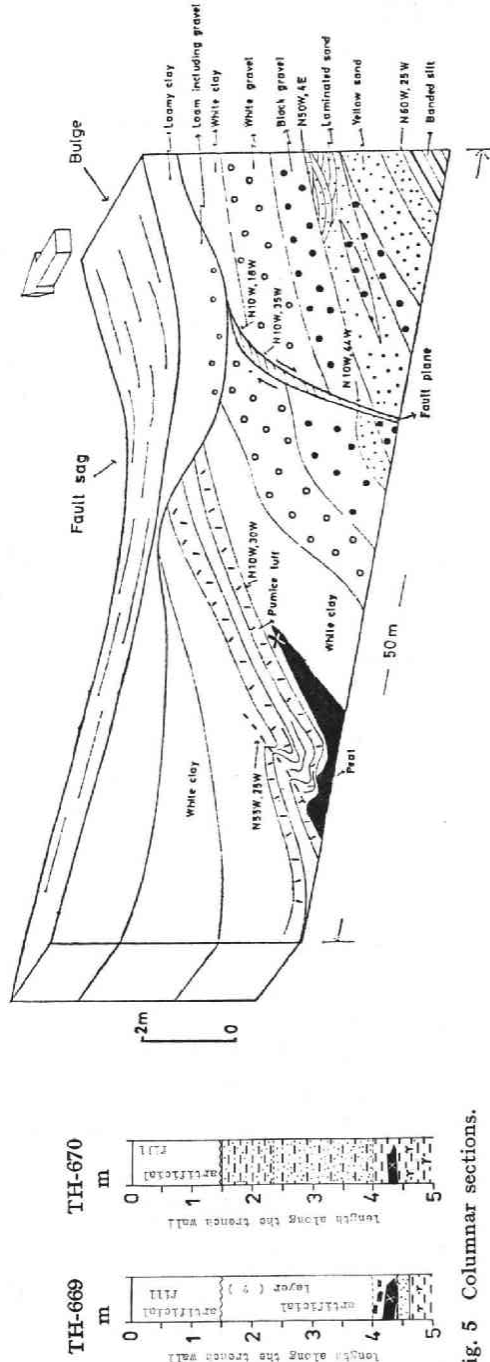 Bulge
Fault sag
Loamy clay
Loam including gravel
White clay
White gravel
Black gravel
N50W,4E
Laminated sand
Yellow sand
N60W,25W
Banded silt
N10W,18W
N10W,35W
N10W,44W
Fault plane
N10W,30W
Pumice tuff
White clay
White clay
N55W,25W
Peat
50 m
2m
0
TH-669
m
0
1
2
3
4
5
artificial
fill
artificial
layer (?)
length along the trench wall
TH-670
m
0
1
2
3
4
5
artificial
fill
length along the trench wall
ig. 5 Columnar sections.